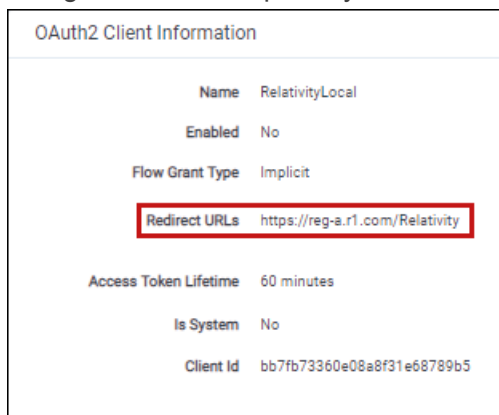 OAuth2 Client Information
Name RelativityLocal
Enabled No
Flow Grant Type Implicit
Redirect URLs https://reg-a.r1.com/Relativity
Access Token Lifetime 60 minutes
Is System No
Client Id bb7fb73360e08a8f31e68789b5